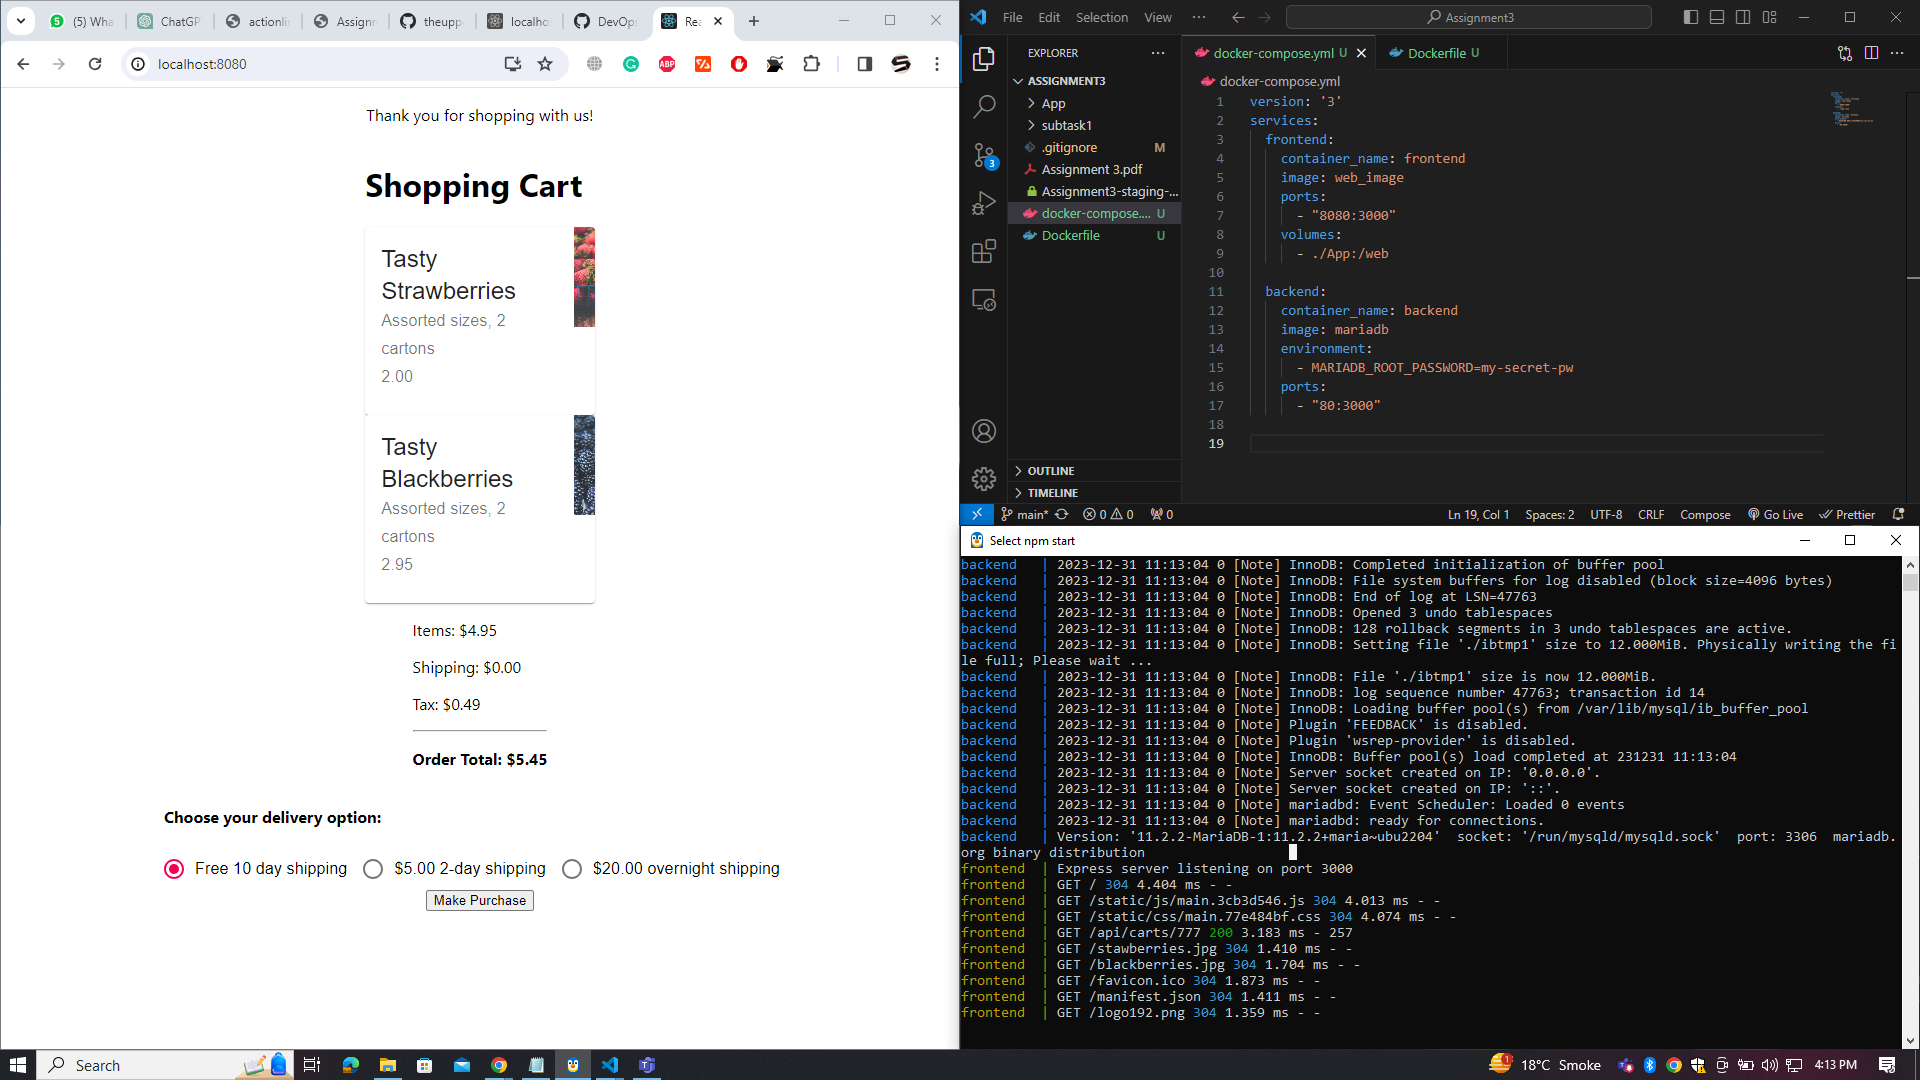 (5) Wha
ChatGP
actionli
Assignm
theupp
localho
DevOps
Rea
localhost:8080
Thank you for shopping with us!
Shopping Cart
Tasty
Strawberries
Assorted sizes, 2
cartons
2.00
Tasty
Blackberries
Assorted sizes, 2
cartons
2.95
Items: $4.95
Shipping: $0.00
Tax: $0.49
Order Total: $5.45
Choose your delivery option:
Free 10 day shipping
$5.00 2-day shipping
$20.00 overnight shipping
Make Purchase
File Edit Selection View ...
Assignment3
EXPLORER
ASSIGNMENT3
App
subtask1
.gitignore M
Assignment 3.pdf
Assignment3-staging-...
docker-compose.... U
Dockerfile U
OUTLINE
TIMELINE
docker-compose.yml U
Dockerfile U
docker-compose.yml
1 version: '3'
2 services:
3 frontend:
4 container_name: frontend
5 image: web_image
6 ports:
7 - "8080:3000"
8 volumes:
9 - ./App:/web
10
11 backend:
12 container_name: backend
13 image: mariadb
14 environment:
15 - MARIADB_ROOT_PASSWORD=my-secret-pw
16 ports:
17 - "80:3000"
18
19
3
main* 0 0 0
Ln 19, Col 1 Spaces: 2 UTF-8 CRLF Compose Go Live Prettier
Select npm start
backend | 2023-12-31 11:13:04 0 [Note] InnoDB: Completed initialization of buffer pool
backend | 2023-12-31 11:13:04 0 [Note] InnoDB: File system buffers for log disabled (block size=4096 bytes)
backend | 2023-12-31 11:13:04 0 [Note] InnoDB: End of log at LSN=47763
backend | 2023-12-31 11:13:04 0 [Note] InnoDB: Opened 3 undo tablespaces
backend | 2023-12-31 11:13:04 0 [Note] InnoDB: 128 rollback segments in 3 undo tablespaces are active.
backend | 2023-12-31 11:13:04 0 [Note] InnoDB: Setting file './ibtmp1' size to 12.000MiB. Physically writing the fi
le full; Please wait ...
backend | 2023-12-31 11:13:04 0 [Note] InnoDB: File './ibtmp1' size is now 12.000MiB.
backend | 2023-12-31 11:13:04 0 [Note] InnoDB: log sequence number 47763; transaction id 14
backend | 2023-12-31 11:13:04 0 [Note] InnoDB: Loading buffer pool(s) from /var/lib/mysql/ib_buffer_pool
backend | 2023-12-31 11:13:04 0 [Note] Plugin 'FEEDBACK' is disabled.
backend | 2023-12-31 11:13:04 0 [Note] Plugin 'wsrep-provider' is disabled.
backend | 2023-12-31 11:13:04 0 [Note] InnoDB: Buffer pool(s) load completed at 231231 11:13:04
backend | 2023-12-31 11:13:04 0 [Note] Server socket created on IP: '0.0.0.0'.
backend | 2023-12-31 11:13:04 0 [Note] Server socket created on IP: '::'.
backend | 2023-12-31 11:13:04 0 [Note] mariadbd: Event Scheduler: Loaded 0 events
backend | 2023-12-31 11:13:04 0 [Note] mariadbd: ready for connections.
backend | Version: '11.2.2-MariaDB-1:11.2.2+maria~ubu2204' socket: '/run/mysqld/mysqld.sock' port: 3306 mariadb.
org binary distribution
frontend | Express server listening on port 3000
frontend | GET / 304 4.404 ms - -
frontend | GET /static/js/main.3cb3d546.js 304 4.013 ms - -
frontend | GET /static/css/main.77e484bf.css 304 4.074 ms - -
frontend | GET /api/carts/777 200 3.183 ms - 257
frontend | GET /stawberries.jpg 304 1.410 ms - -
frontend | GET /blackberries.jpg 304 1.704 ms - -
frontend | GET /favicon.ico 304 1.873 ms - -
frontend | GET /manifest.json 304 1.411 ms - -
frontend | GET /logo192.png 304 1.359 ms - -
Search
1 18°C Smoke
4:13 PM